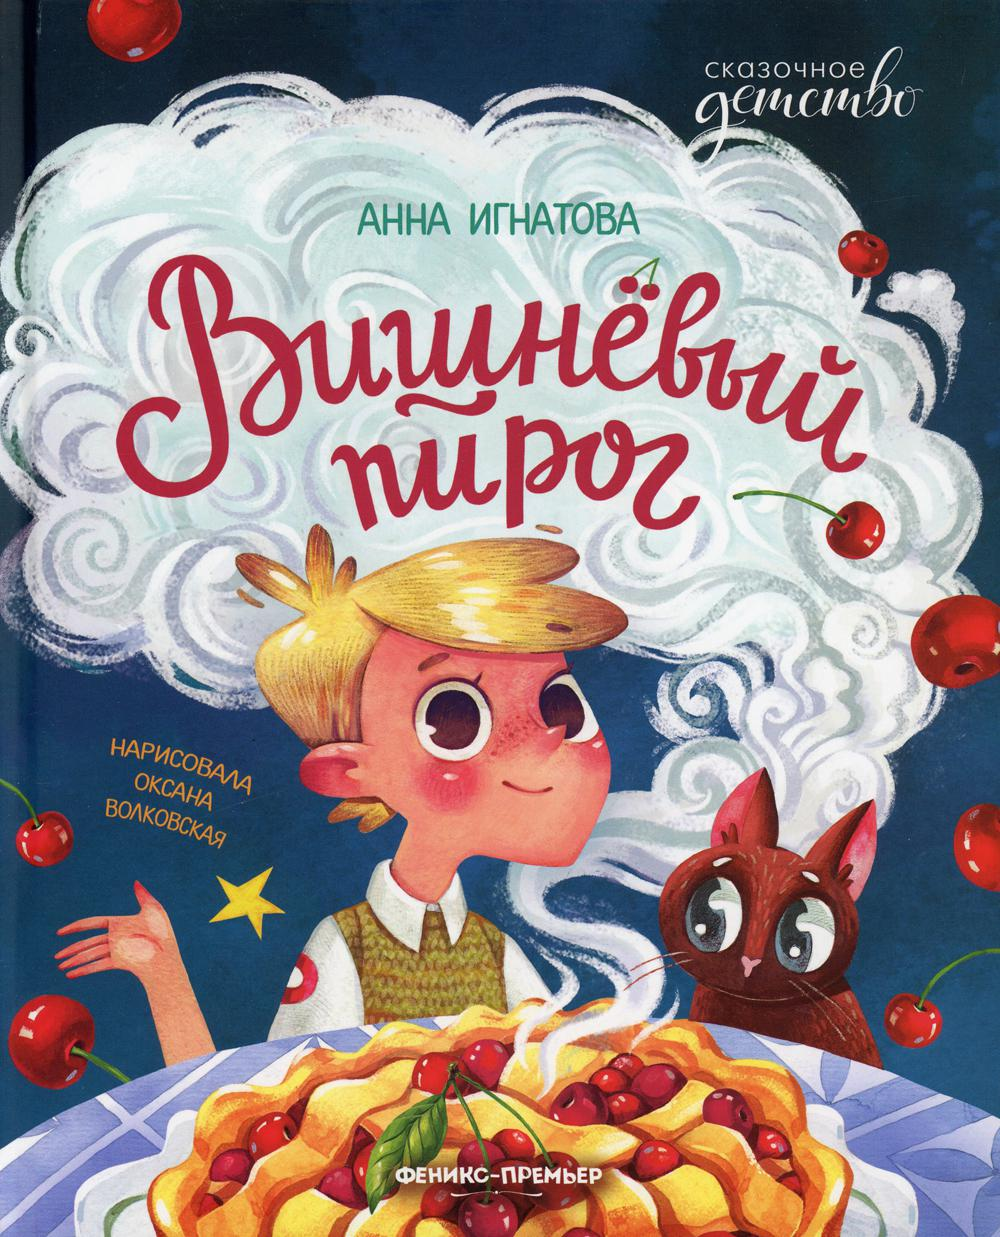 сказочное
детство
АННА ИГНАТОВА
Вишнёвый
пирог
НАРИСОВАЛА
ОКСАНА
ВОЛКОВСКАЯ
ФЕНИКС-ПРЕМЬЕР